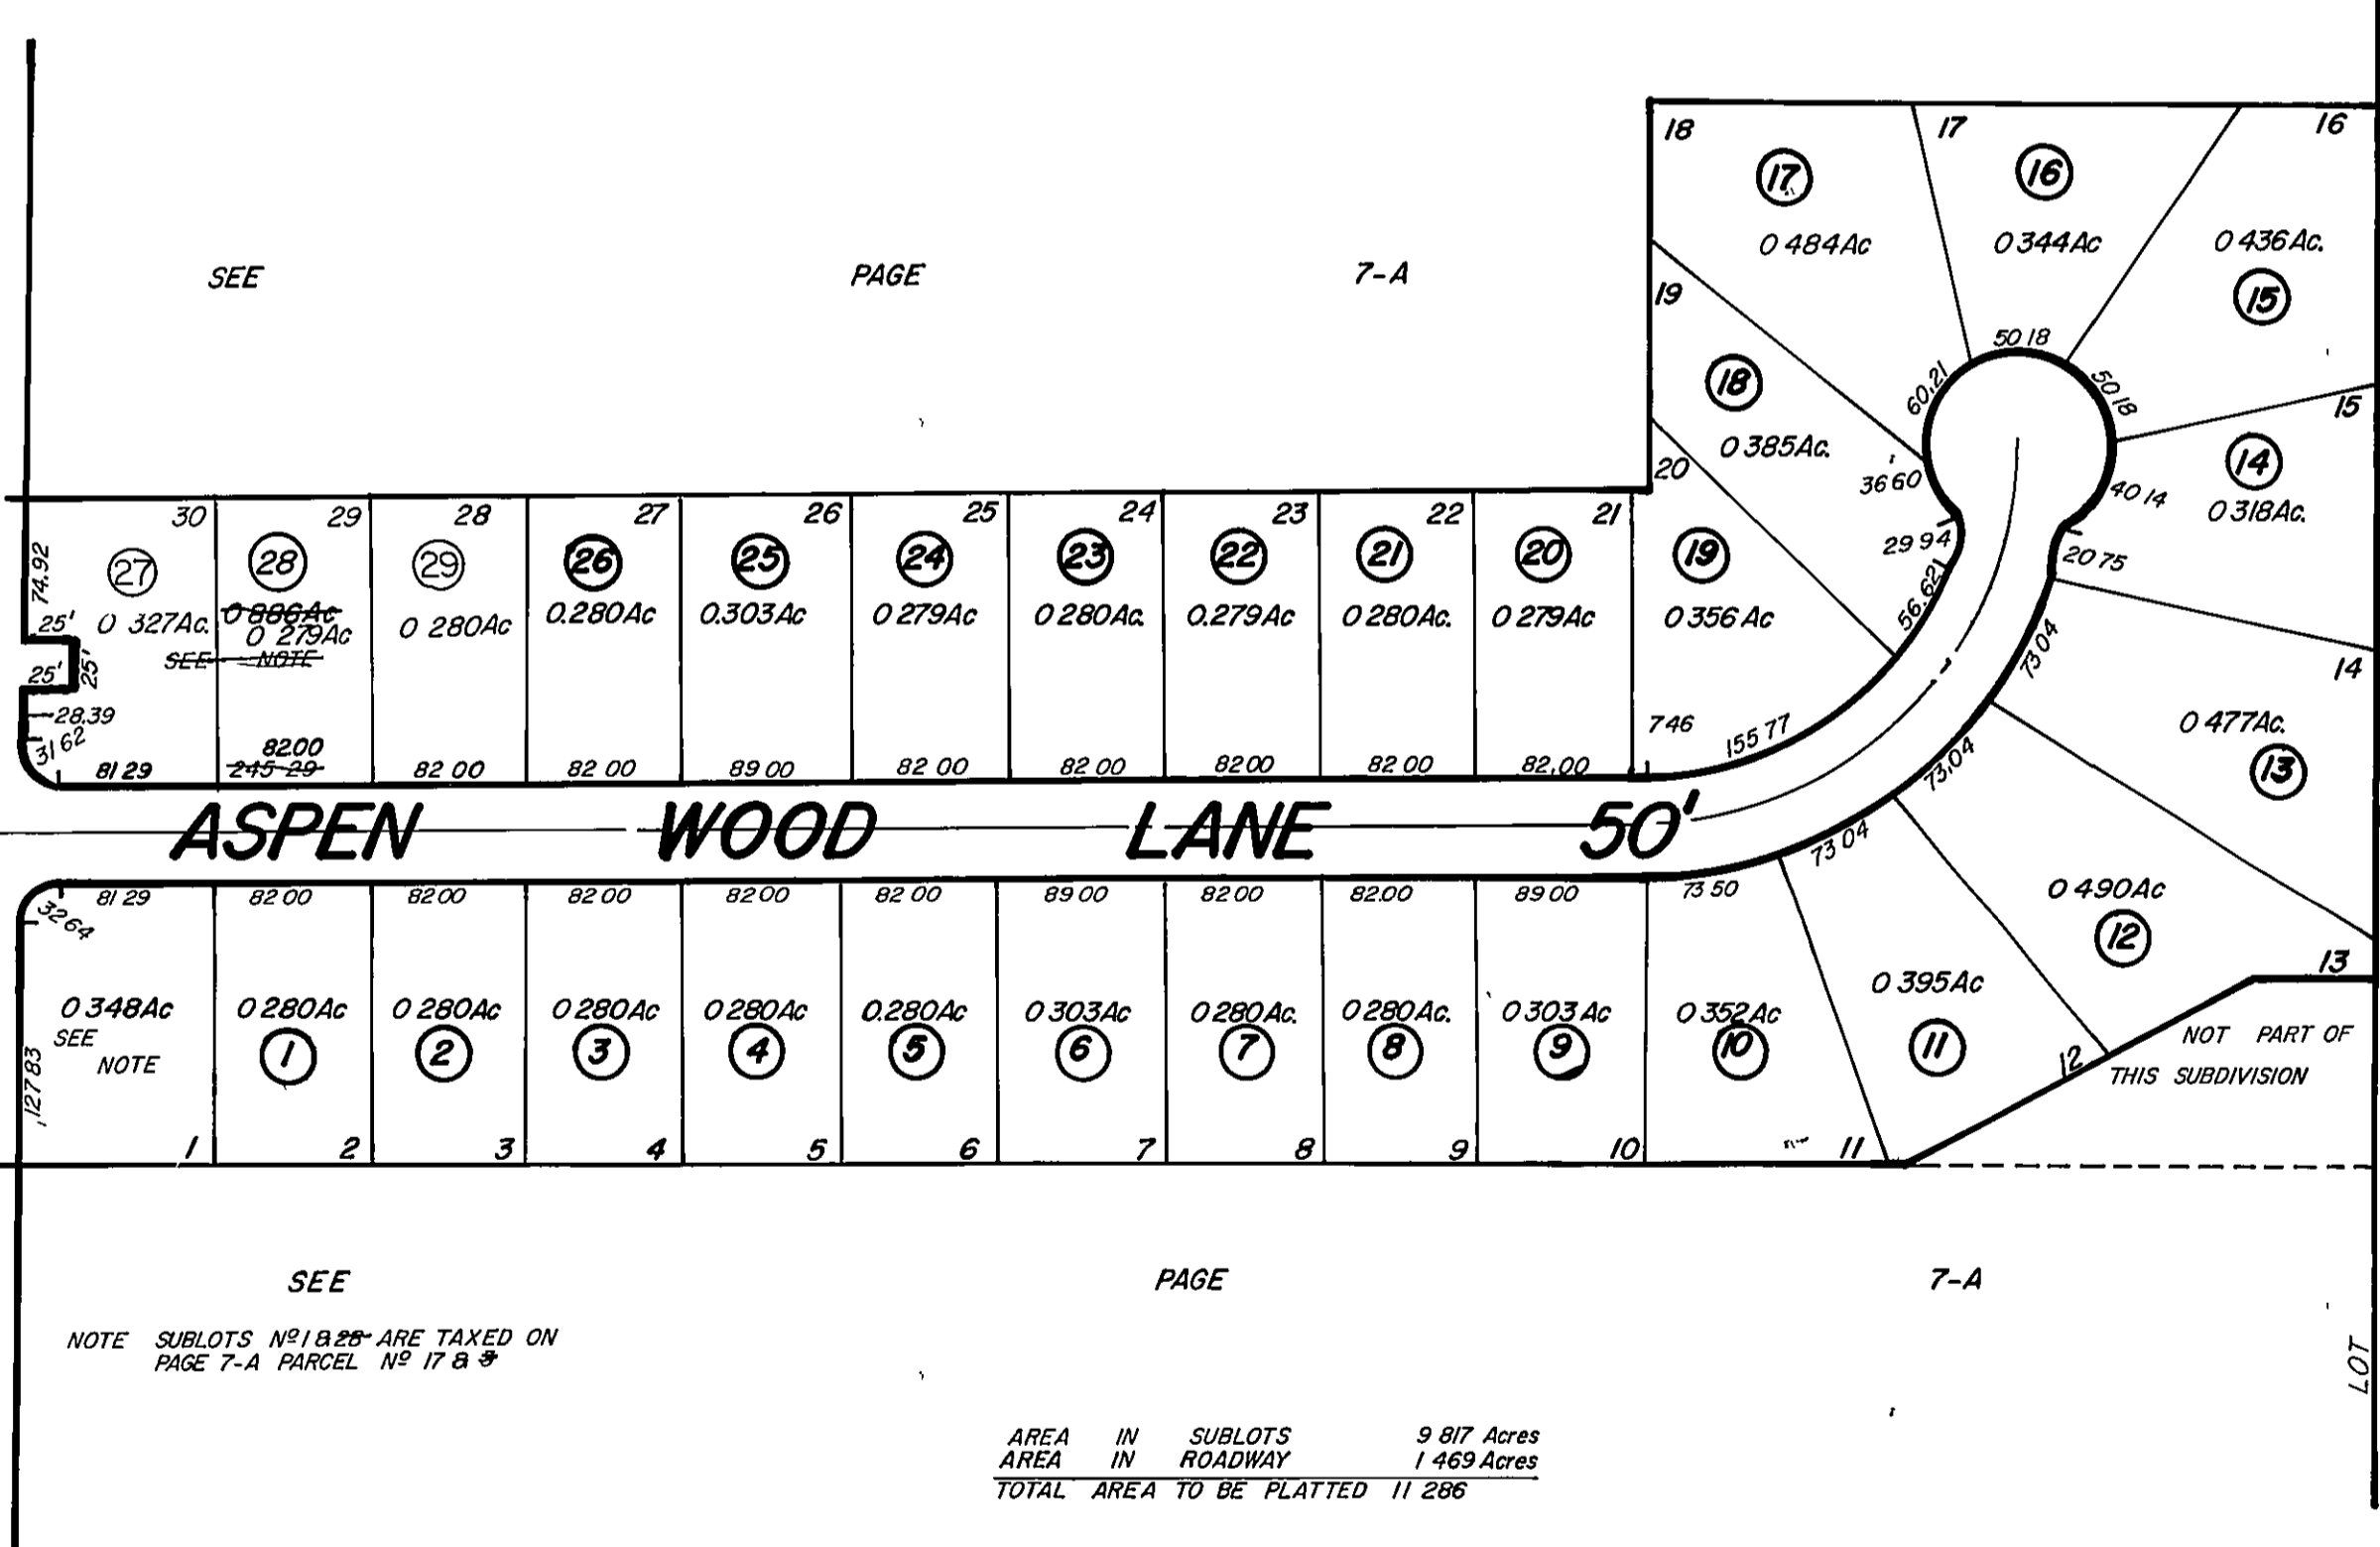 18 17 16
17 16
0 484Ac 0 344Ac 0 436Ac.
15
SEE PAGE 7-A
19
50 18
18 60.21 50 18
15
0 385Ac.
20 36 60 14
40 14 0 318Ac.
30 29 28 27 26 25 24 23 22 21
74.92 27 28 29 26 25 24 23 22 21 20 19 29 94 20 75
25' 0 327Ac. 0 886Ac 0 280Ac 0.280Ac 0.303Ac 0 279Ac 0 280Ac. 0.279Ac 0 280Ac. 0 279Ac 0 356 Ac 56.62
0 279Ac
SEE NOTE
25' 25' 73 04 14
28.39 746 155 77 0 477Ac.
31 62 82 00 73.04 13
81 29 245 29 82 00 82 00 89 00 82 00 82 00 82 00 82 00 82.00
ASPEN WOOD LANE 50'
73 04
81 29 82 00 82 00 82 00 82 00 82 00 89 00 82 00 82.00 89 00 73 50 0 490Ac
32 64 12
13
0 395Ac
0 348Ac 0 280Ac 0 280Ac 0 280Ac 0 280Ac 0.280Ac 0 303Ac 0 280Ac. 0 280Ac. 0 303 Ac 0 352Ac
SEE NOT PART OF
127 83 NOTE 1 2 3 4 5 6 7 8 9 10 11 12
THIS SUBDIVISION
1 2 3 4 5 6 7 8 9 10 11
SEE PAGE 7-A
NOTE SUBLOTS Nº 1 & 28 ARE TAXED ON
PAGE 7-A PARCEL Nº 17 &
LOT
AREA IN SUBLOTS 9 817 Acres
AREA IN ROADWAY 1 469 Acres
TOTAL AREA TO BE PLATTED 11 286